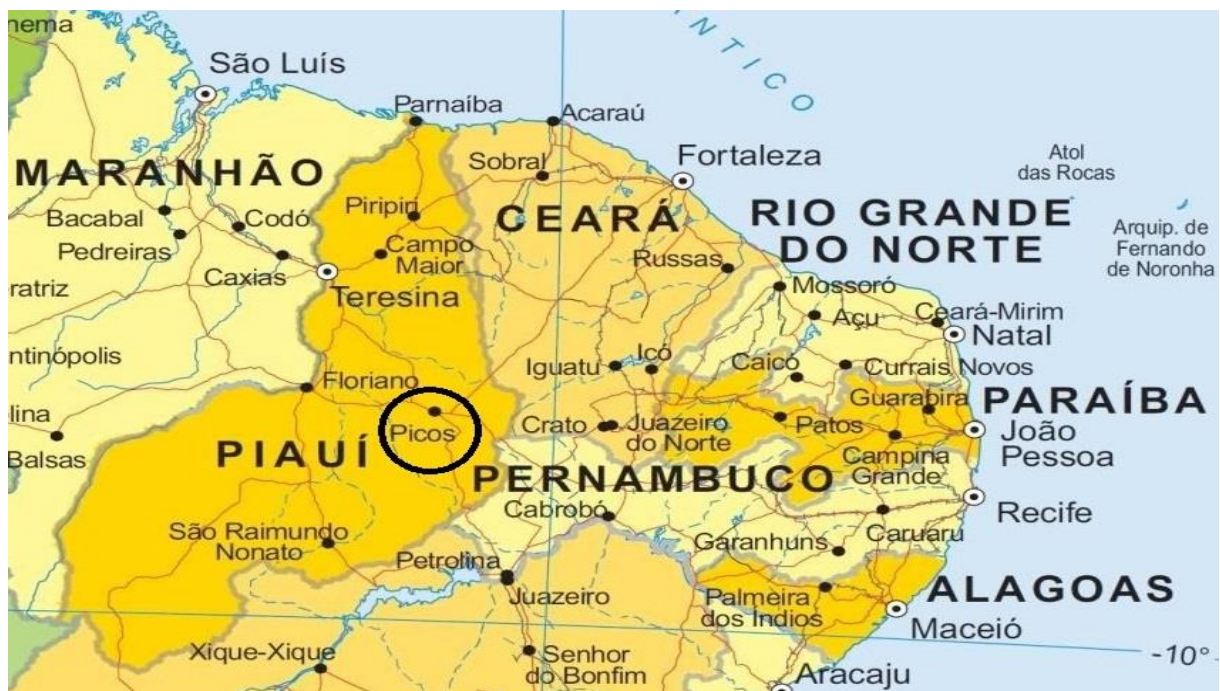 nema
São Luís
NTICO
Parnaíba
Acaraú
Sobral
Fortaleza
Atol
das Rocas
MARANHÃO
Bacabal
Codó
Pedreiras
Caxias
Piripiri
Campo
Maior
Teresina
CEARÁ
Russas
RIO GRANDE
DO NORTE
Arquip. de
Fernando
de Noronha
eratriz
Mossoró
Açu
Ceará-Mirim
Natal
ntinópolis
Floriano
Iguatu
Icó
Caicó
Currais Novos
Guarabira
PARAÍBA
lina
Balsas
PIAUÍ
Picos
Crato
Juazeiro
do Norte
Patos
João
Pessoa
Campina
Grande
PERNAMBUCO
Cabrobó
Recife
São Raimundo
Nonato
Petrolina
Juazeiro
Garanhuns
Caruaru
ALAGOAS
Palmeira
dos Indios
Maceió
Xique-Xique
Senhor
do Bonfim
Aracaju
-10°